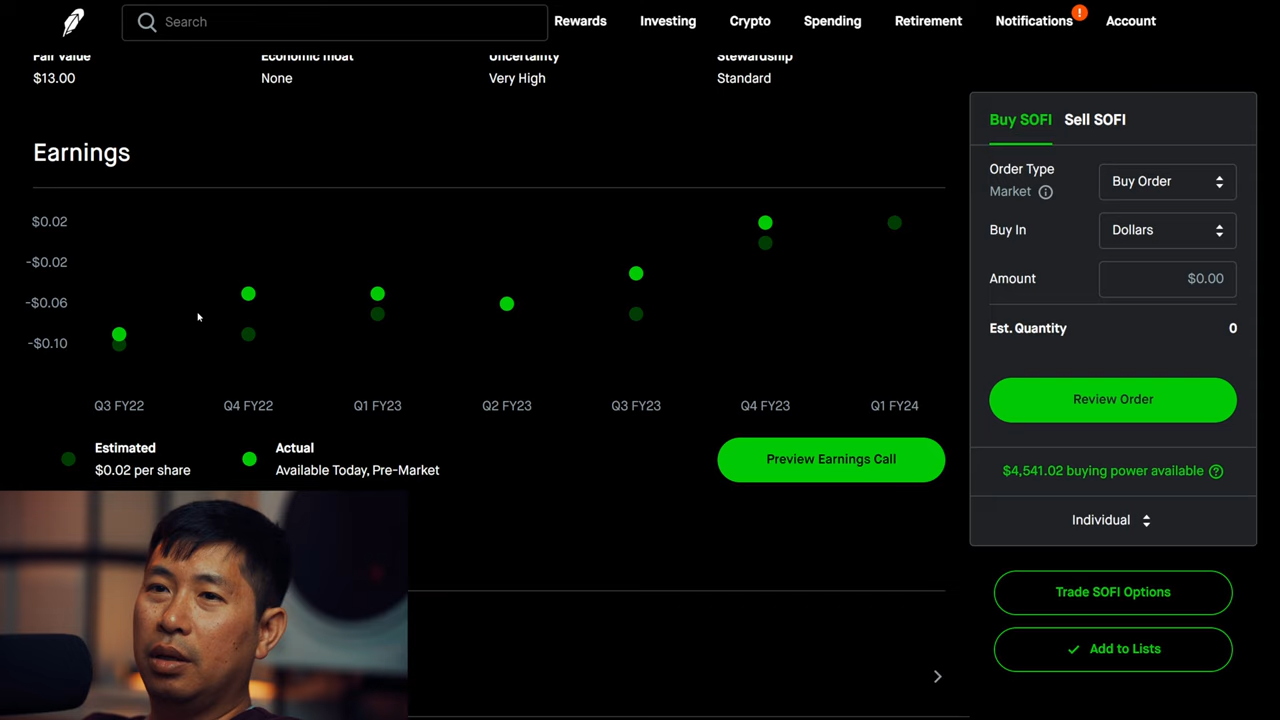 Search
Rewards
Investing
Crypto
Spending
Retirement
Notifications
!
Account
Fair Value
Economic moat
Uncertainty
Stewardship
$13.00
None
Very High
Standard
Buy SOFI
Sell SOFI
Earnings
Order Type
Market
Buy Order
Buy In
Dollars
Amount
$0.00
Est. Quantity
0
Review Order
$4,541.02 buying power available
Individual
Trade SOFI Options
Add to Lists
$0.02
-$0.02
-$0.06
-$0.10
Q3 FY22
Q4 FY22
Q1 FY23
Q2 FY23
Q3 FY23
Q4 FY23
Q1 FY24
Estimated
$0.02 per share
Actual
Available Today, Pre-Market
Preview Earnings Call